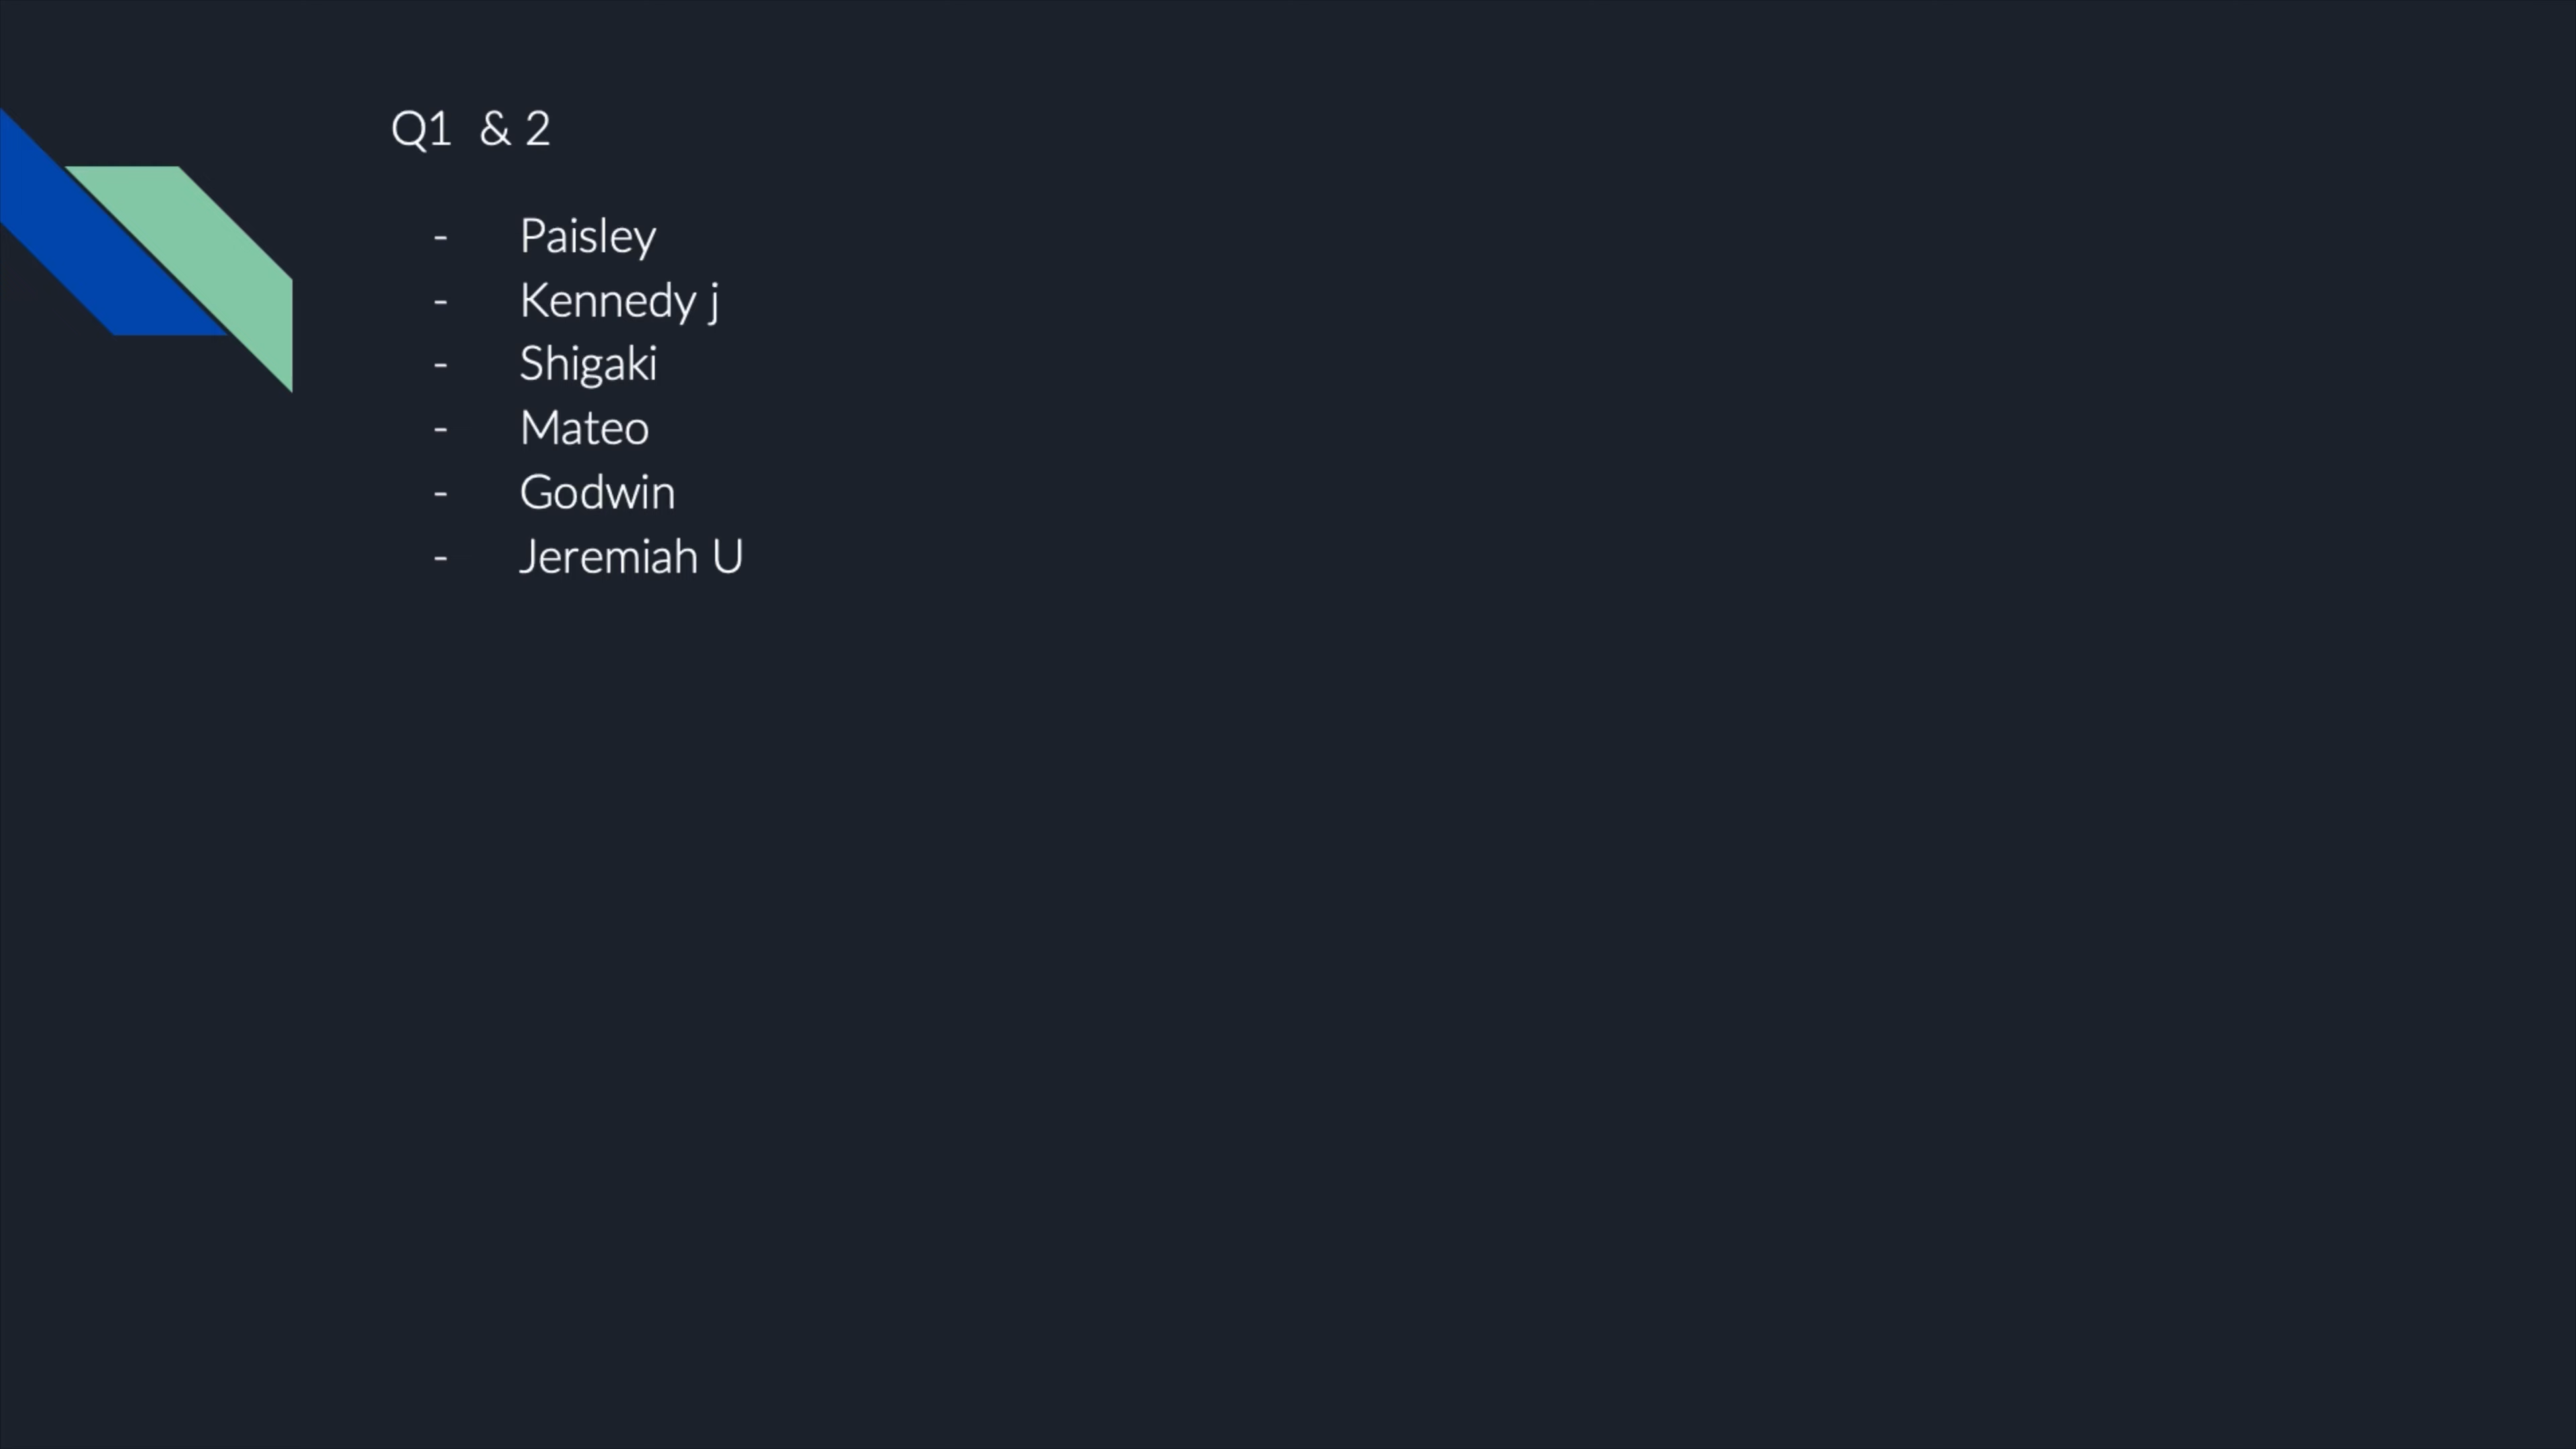 Q1  & 2
- Paisley
- Kennedy j
- Shigaki
- Mateo
- Godwin
- Jeremiah U